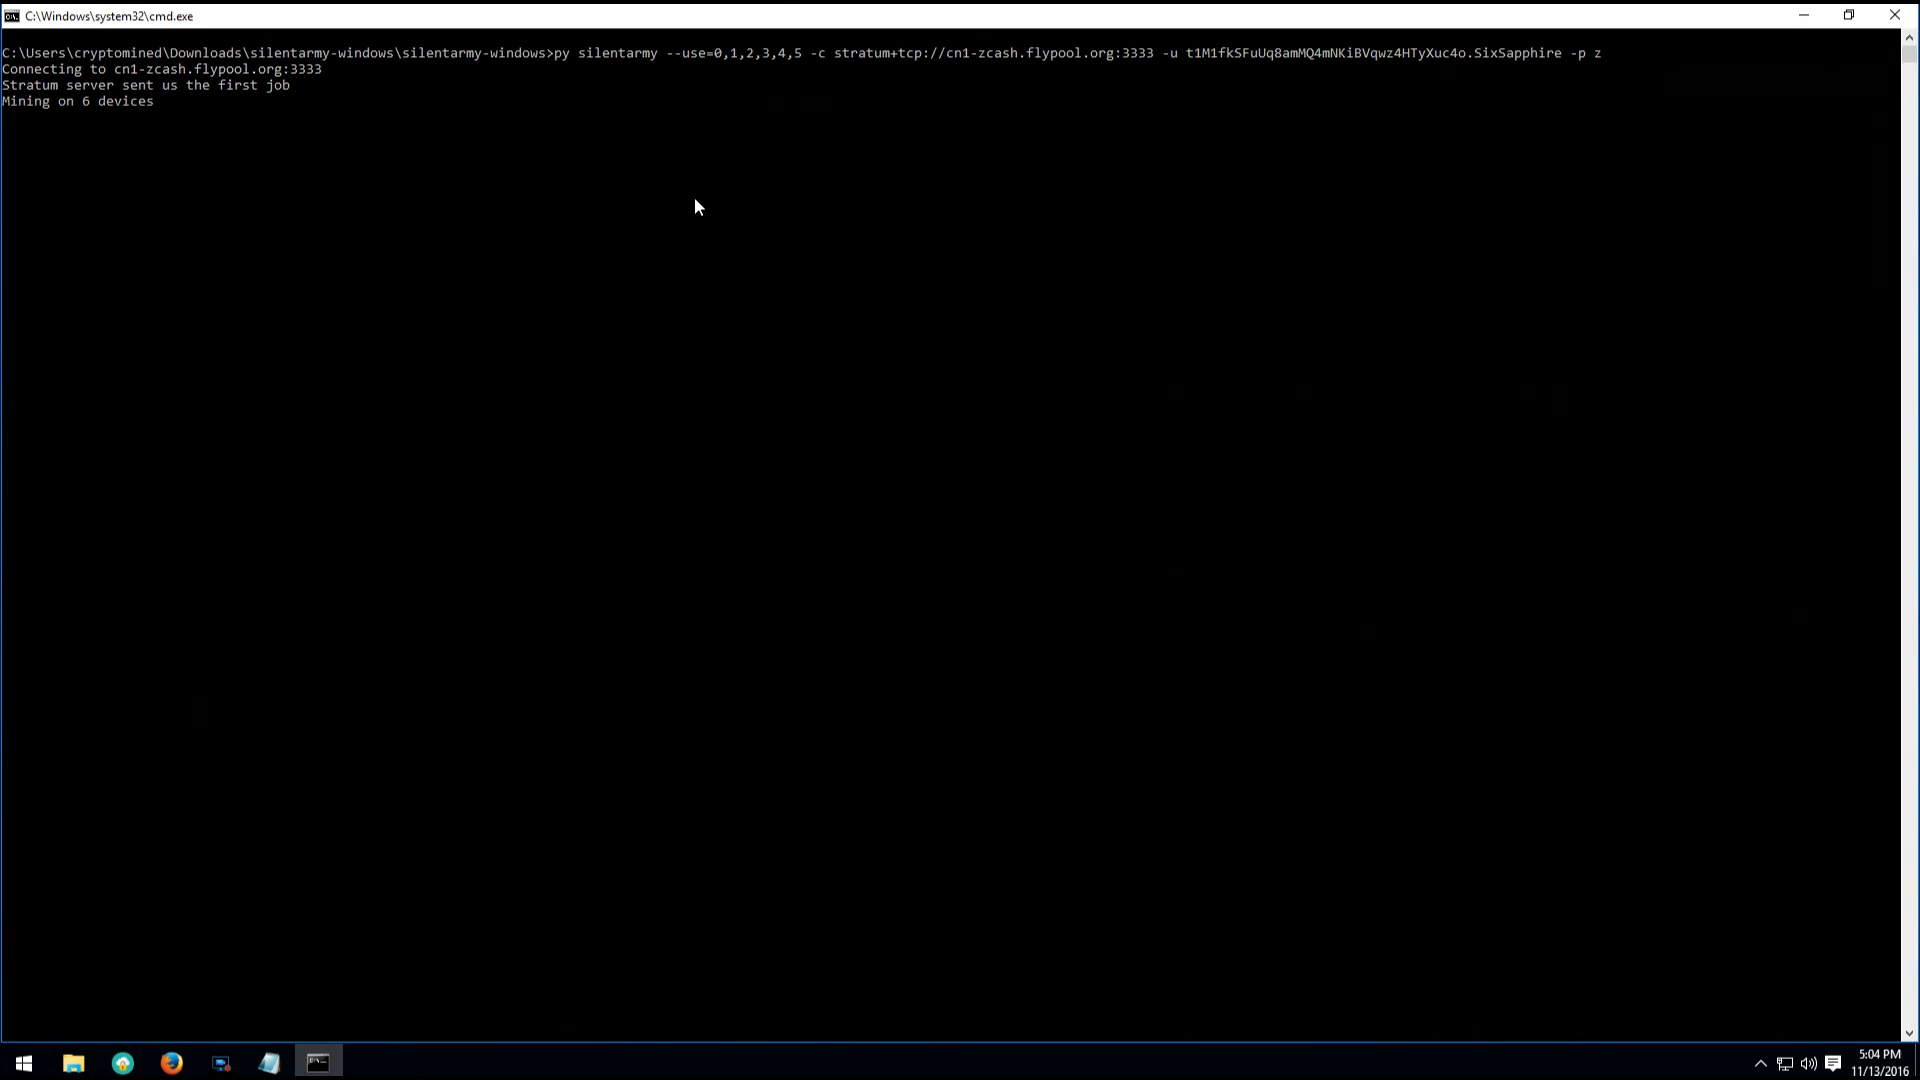 C:\Windows\system32\cmd.exe
C:\Users\cryptomined\Downloads\silentarmy-windows\silentarmy-windows>py silentarmy --use=0,1,2,3,4,5 -c stratum+tcp://cn1-zcash.flypool.org:3333 -u t1M1fkSFuUq8amMQ4mNKiBVqwz4HTyXuc4o.SixSapphire -p z
Connecting to cn1-zcash.flypool.org:3333
Stratum server sent us the first job
Mining on 6 devices
5:04 PM
11/13/2016